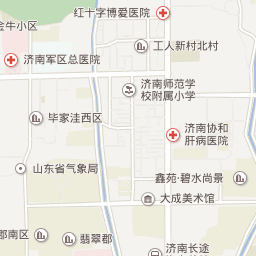 红十字博爱医院
金牛小区
工人新村北村
济南军区总医院
济南师范学
校附属小学
毕家洼西区
济南协和
肝病医院
山东省气象局
鑫苑·碧水尚景
大成美术馆
郡南区
翡翠郡
济南长途